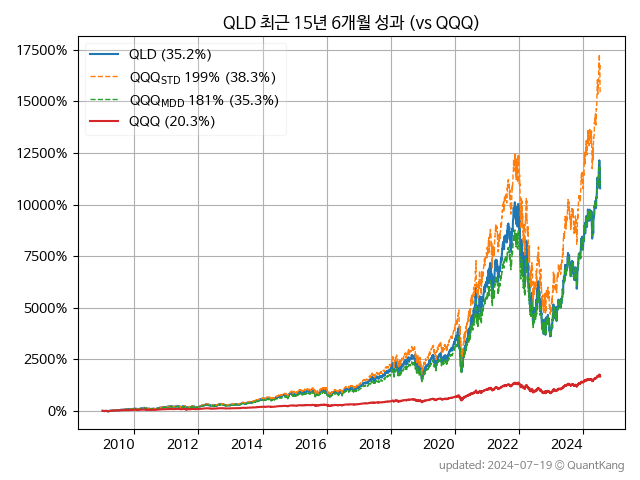 QLD 최근 15년 6개월 성과 (vs QQQ)
17500%
15000%
12500%
10000%
7500%
5000%
2500%
0%
QLD (35.2%)
QQQSTD 199% (38.3%)
QQQMDD 181% (35.3%)
QQQ (20.3%)
2010 2012 2014 2016 2018 2020 2022 2024
updated: 2024-07-19 © QuantKang